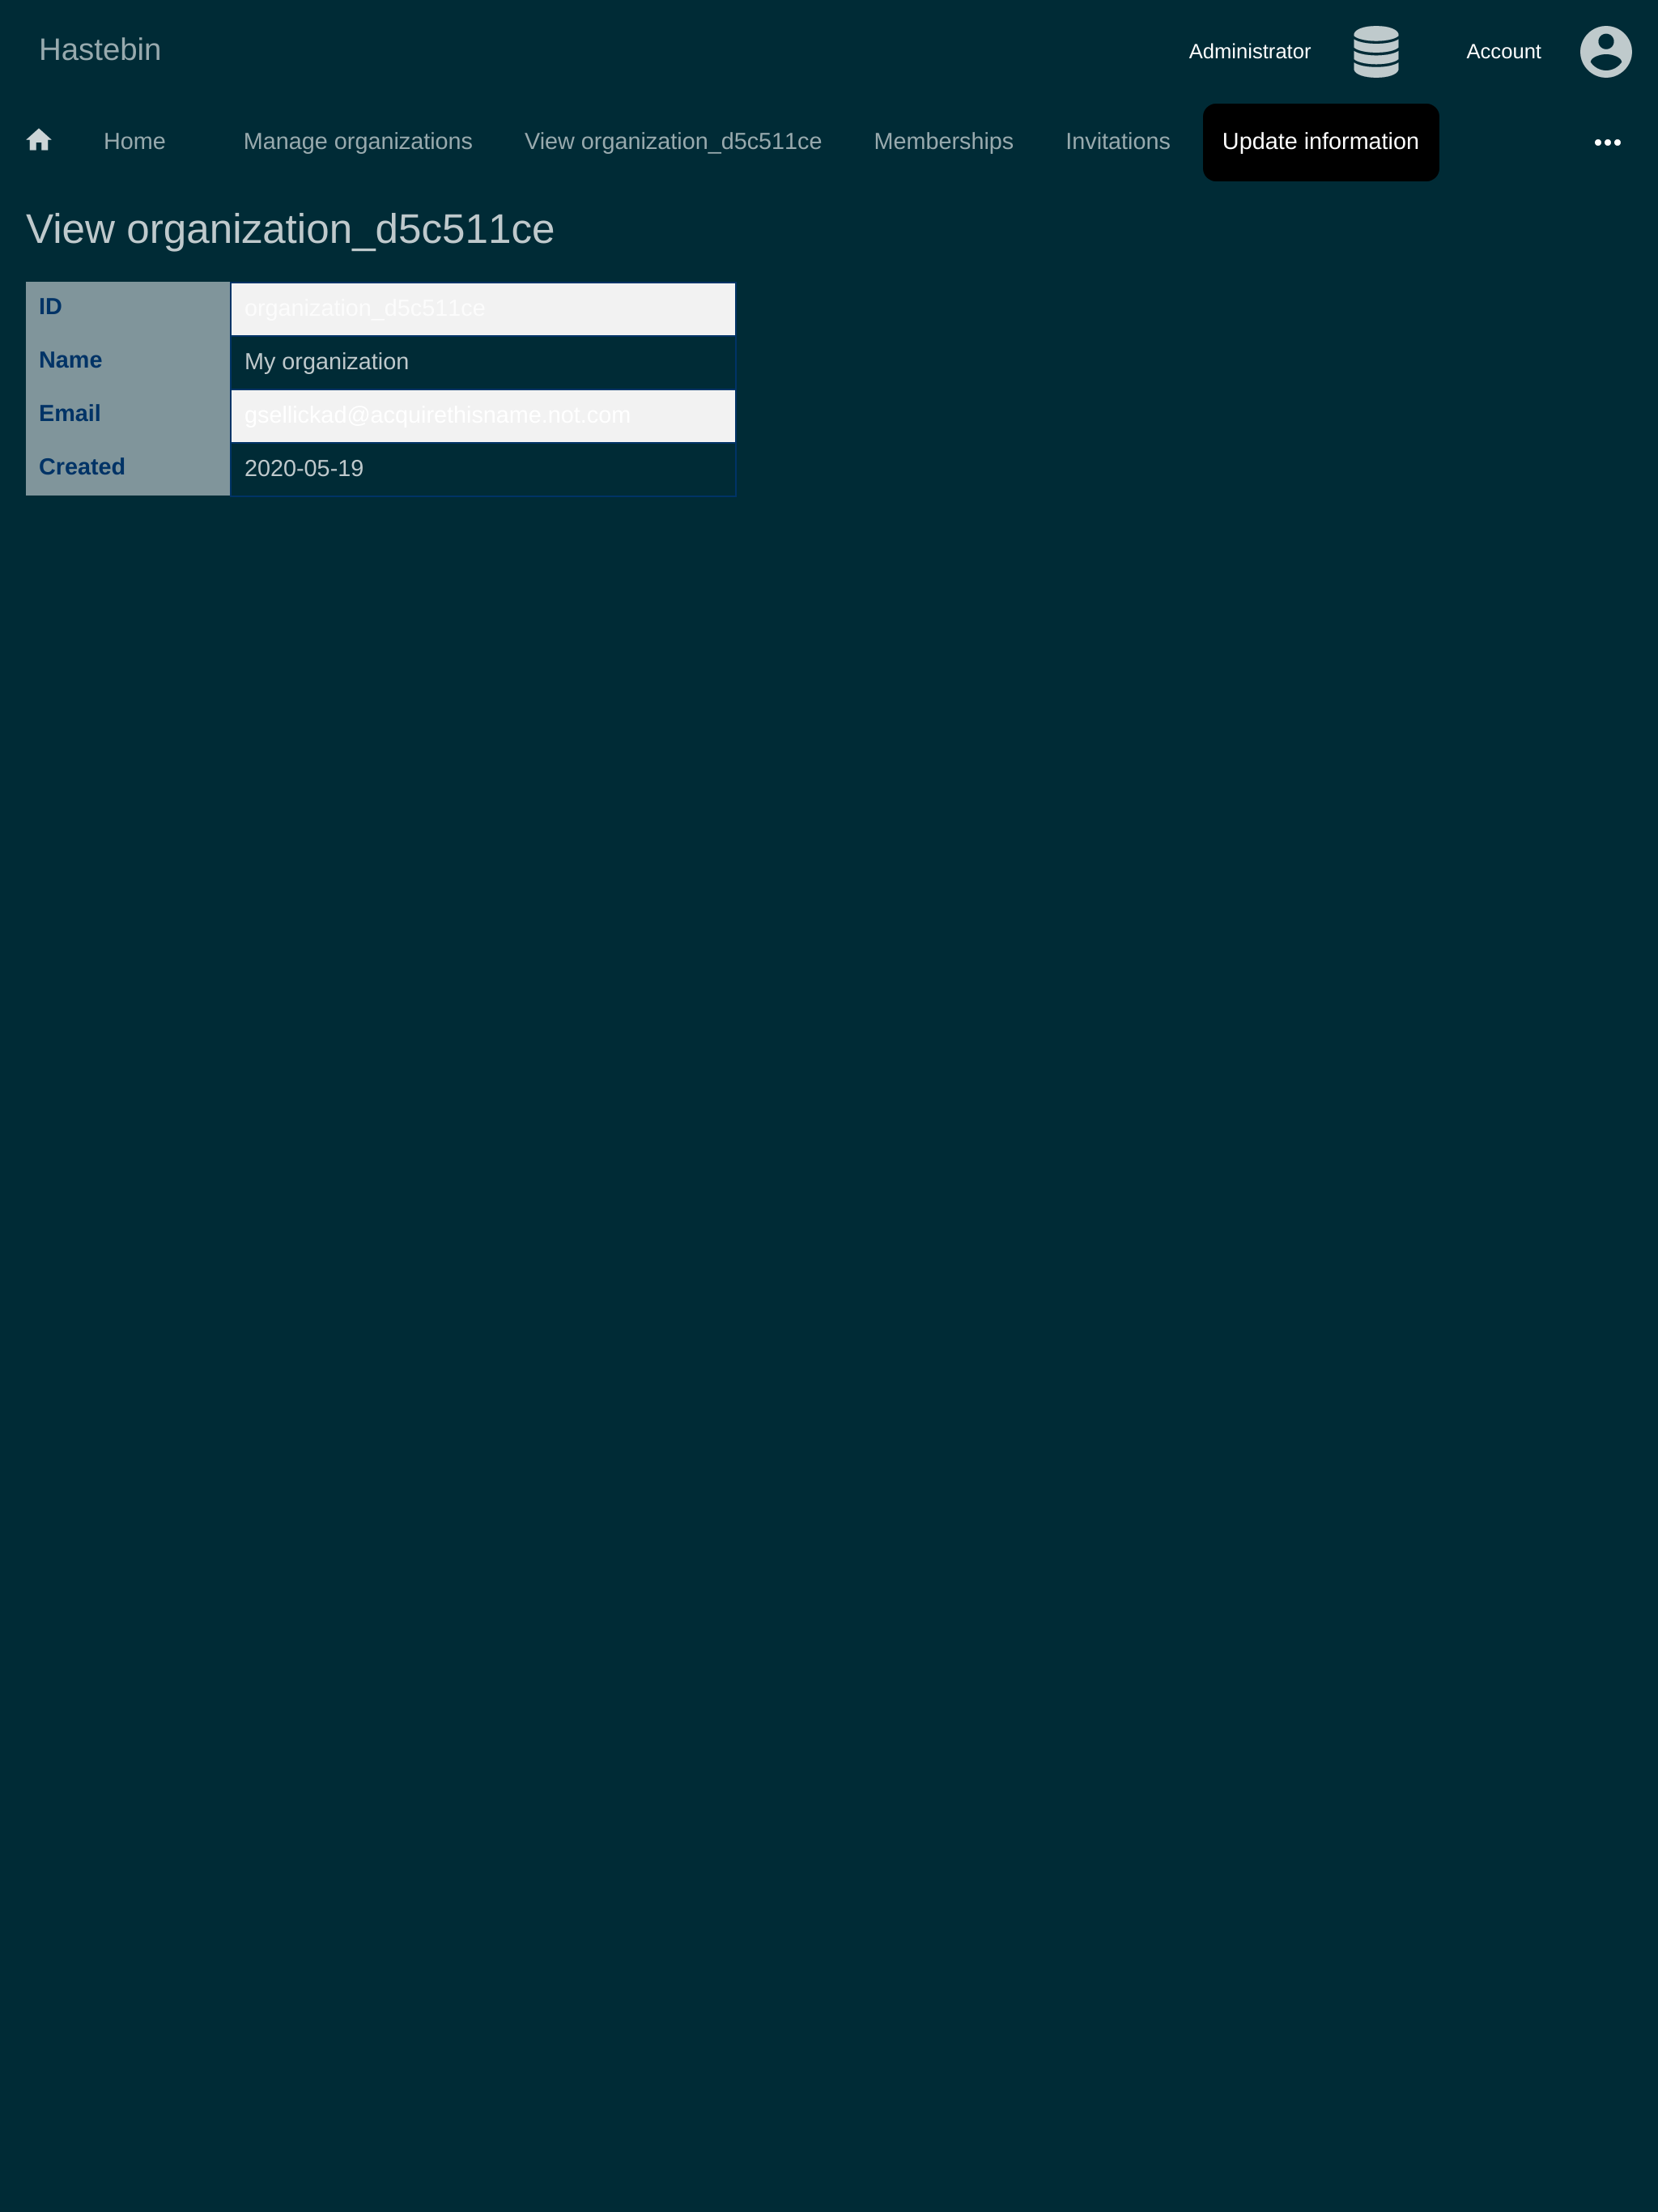 Hastebin
Administrator
Account
Home
Manage organizations
View organization_d5c511ce
Memberships
Invitations
Update information
View organization_d5c511ce
ID organization_d5c511ce
Name My organization
Email gsellickad@acquirethisname.not.com
Created 2020-05-19